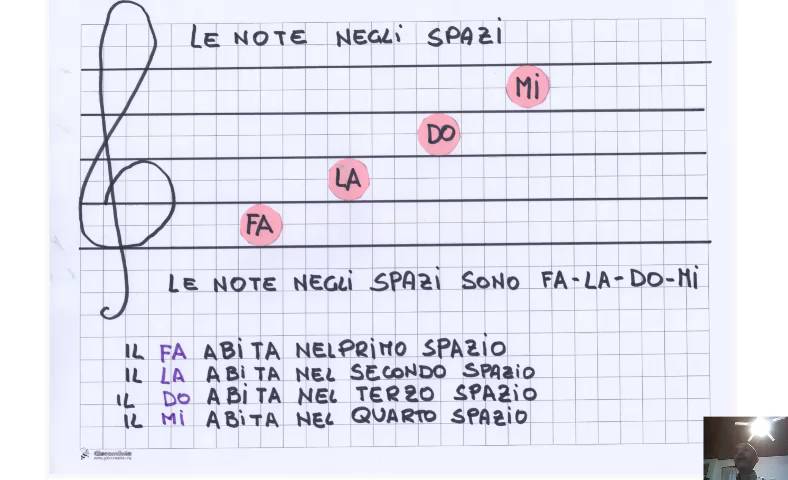 LE NOTE NEGLI SPAZI
Mi
DO
LA
FA
LE NOTE NEGLI SPAZI SONO FA-LA-DO-Mi
IL FA ABITA NEL PRIMO SPAZIO
IL LA ABITA NEL SECONDO SPAZIO
IL DO ABITA NEL TERZO SPAZIO
IL Mi ABITA NEL QUARTO SPAZIO